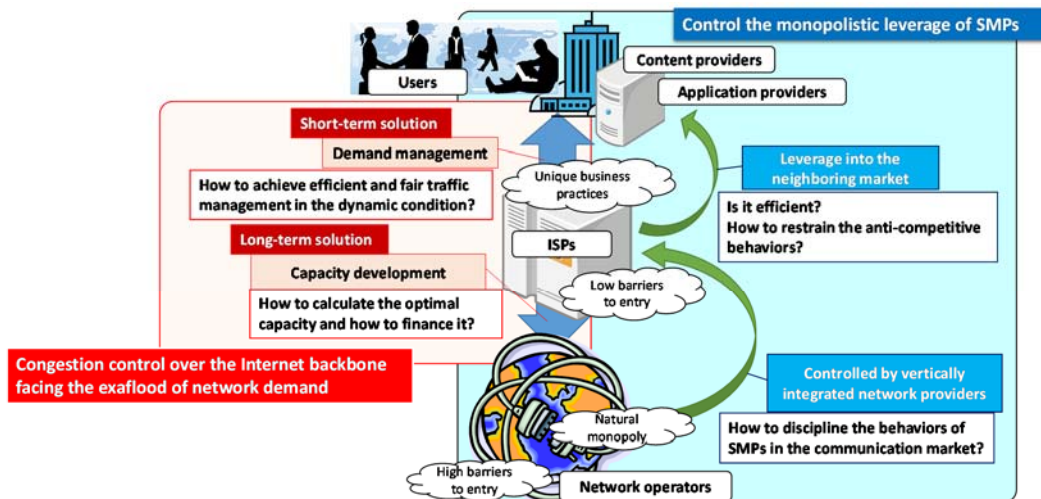 Control the monopolistic leverage of SMPs
Content providers
Users
Application providers
Short-term solution
Demand management
How to achieve efficient and fair traffic
management in the dynamic condition?
Unique business
practices
Leverage into the
neighboring market
Is it efficient?
How to restrain the anti-competitive
behaviors?
Long-term solution
ISPs
Capacity development
How to calculate the optimal
capacity and how to finance it?
Low barriers
to entry
Congestion control over the Internet backbone
facing the exaflood of network demand
Controlled by vertically
integrated network providers
How to discipline the behaviors of
SMPs in the communication market?
Natural
monopoly
High barriers
to entry
Network operators